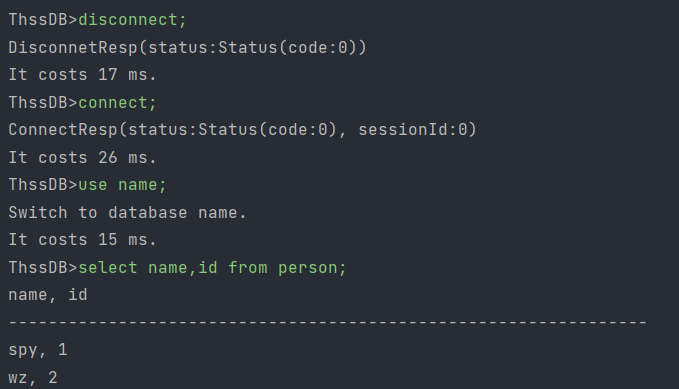 ThssDB>disconnect;
DisconnetResp(status:Status(code:0))
It costs 17 ms.
ThssDB>connect;
ConnectResp(status:Status(code:0), sessionId:0)
It costs 26 ms.
ThssDB>use name;
Switch to database name.
It costs 15 ms.
ThssDB>select name,id from person;
name, id
----------------------------------------------------------------
spy, 1
wz, 2